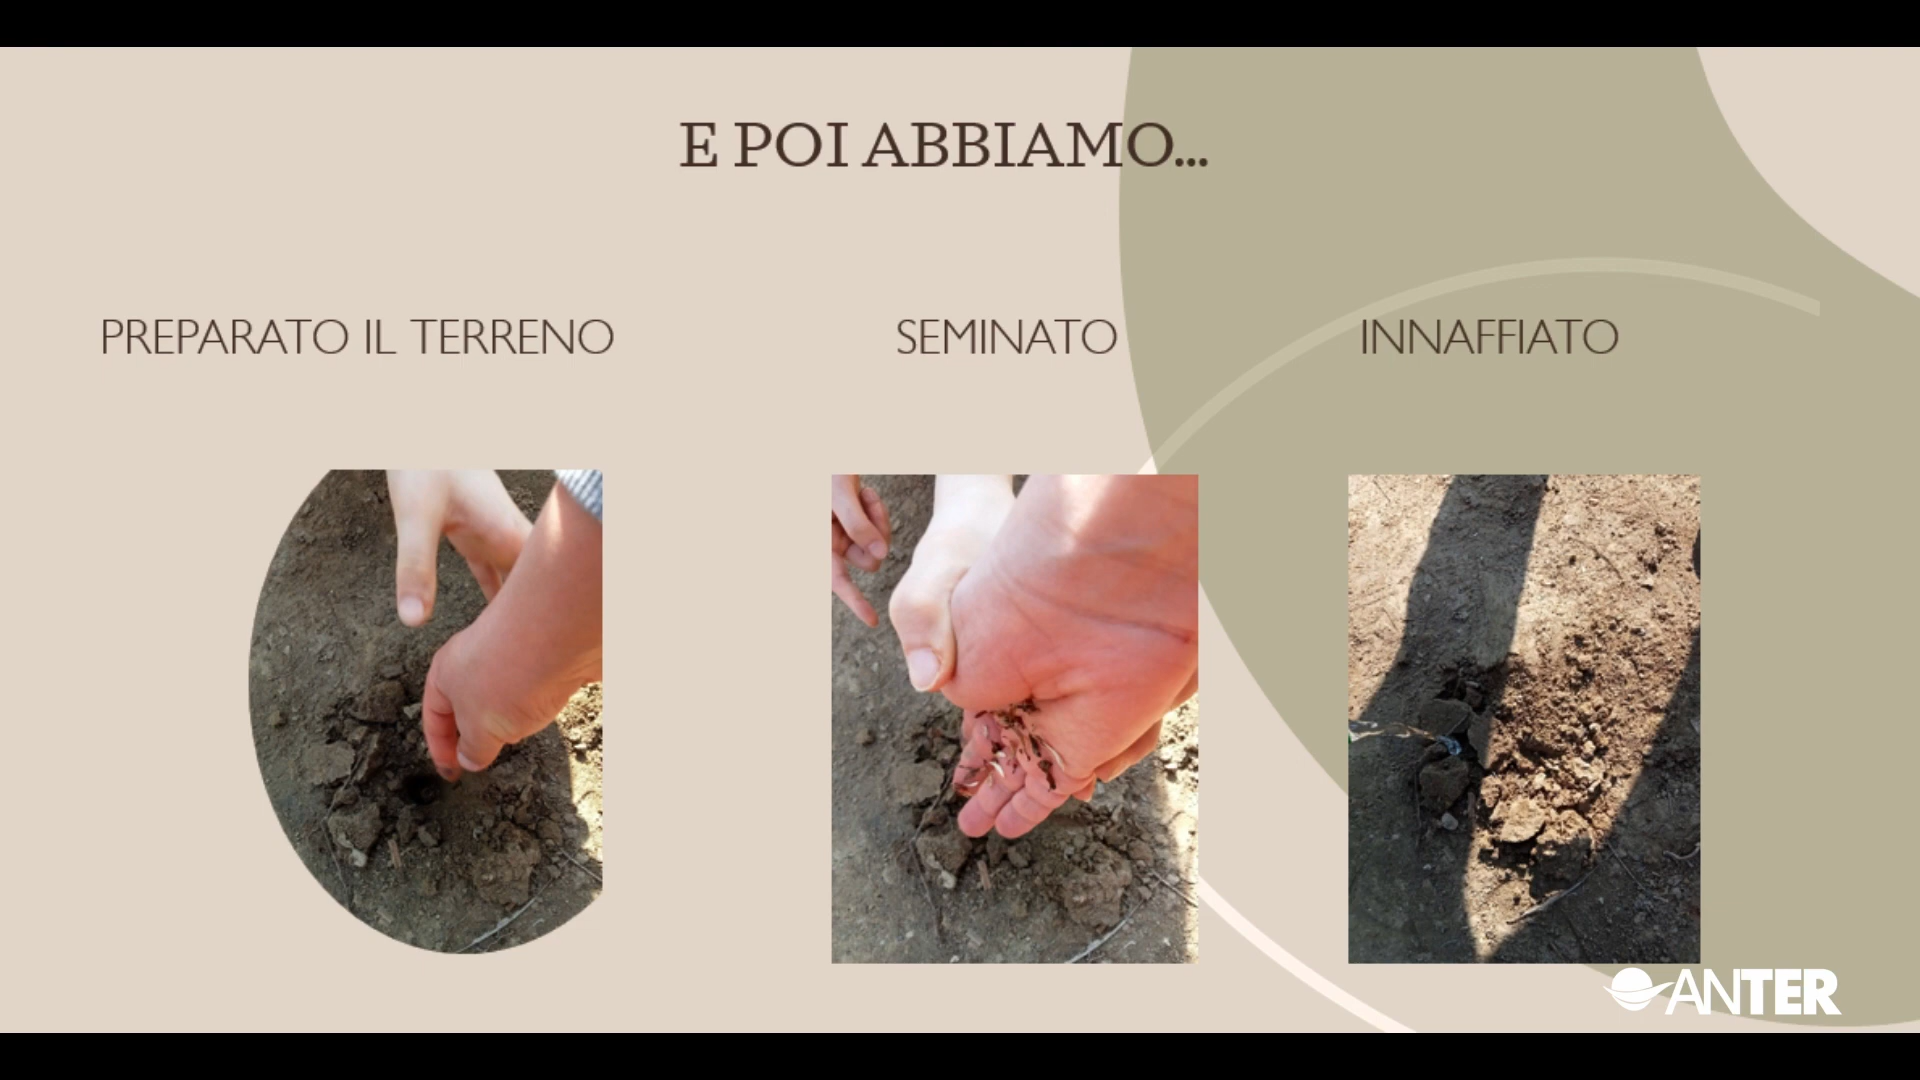 E POI ABBIAMO...
PREPARATO IL TERRENO
SEMINATO
INNAFFIATO
ANTER